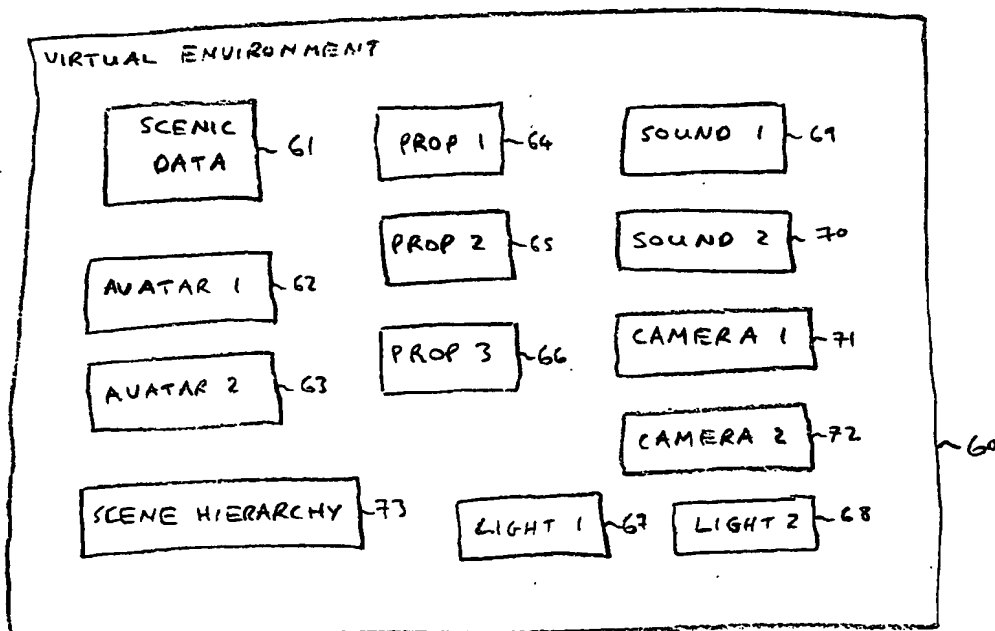 VIRTUAL ENVIRONMENT
SCENIC
DATA
61
PROP 1
64
SOUND 1
69
PROP 2
65
SOUND 2
70
AVATAR 1
62
CAMERA 1
71
PROP 3
66
AVATAR 2
63
CAMERA 2
72
60
SCENE HIERARCHY
73
LIGHT 1
67
LIGHT 2
68